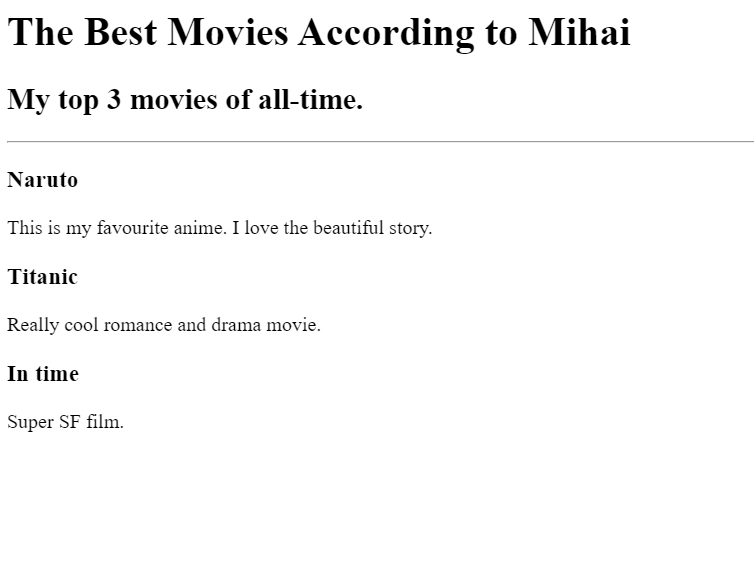 The Best Movies According to Mihai
My top 3 movies of all-time.
Naruto
This is my favourite anime. I love the beautiful story.
Titanic
Really cool romance and drama movie.
In time
Super SF film.